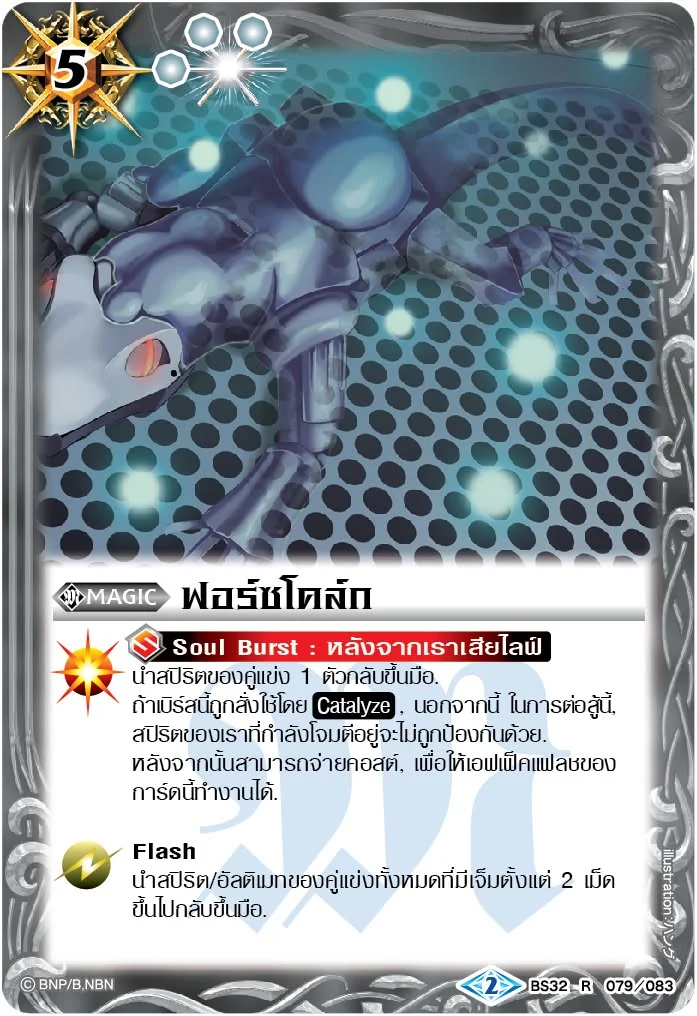 5
MAGIC ฟอร์ซโคล้ก
S Soul Burst : หลังจากเราเสียไลฟ์
นำสปิริตของคู่แข่ง 1 ตัวกลับขึ้นมือ.
ถ้าเบิร์สนี้ถูกสั่งใช้โดย Catalyze , นอกจากนี้ ในการต่อสู้นี้,
สปิริตของเราที่กำลังโจมตีอยู่จะไม่ถูกป้องกันด้วย.
หลังจากนั้นสามารถจ่ายคอสต์, เพื่อให้เอฟเฟ็คแฟลชของ
การ์ดนี้ทำงานได้.
Flash
นำสปิริต/อัลติเมทของคู่แข่งทั้งหมดที่มีเจ็มตั้งแต่ 2 เม็ด
ขึ้นไปกลับขึ้นมือ.
illustration:ハング
© BNP/B,NBN
2 BS32 R 079/083